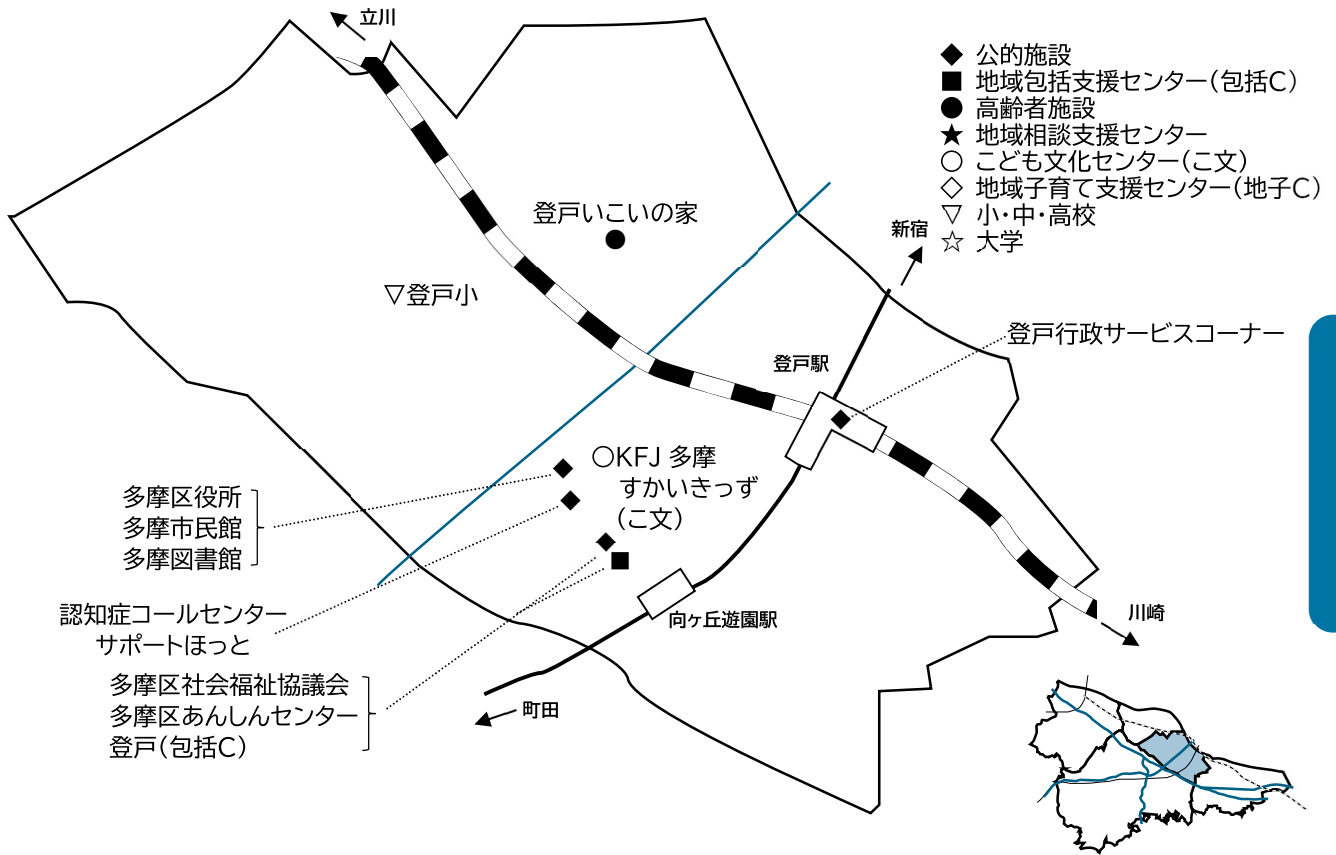 立川
◆ 公的施設
■ 地域包括支援センター(包括C)
● 高齢者施設
★ 地域相談支援センター
○ こども文化センター(こ文)
◇ 地域子育て支援センター(地子C)
▽ 小・中・高校
☆ 大学
登戸いこいの家
新宿
▽登戸小
登戸行政サービスコーナー
登戸駅
○KFJ 多摩
すかいきっず
(こ文)
多摩区役所
多摩市民館
多摩図書館
認知症コールセンター
サポートほっと
向ヶ丘遊園駅
川崎
多摩区社会福祉協議会
多摩区あんしんセンター
登戸(包括C)
町田